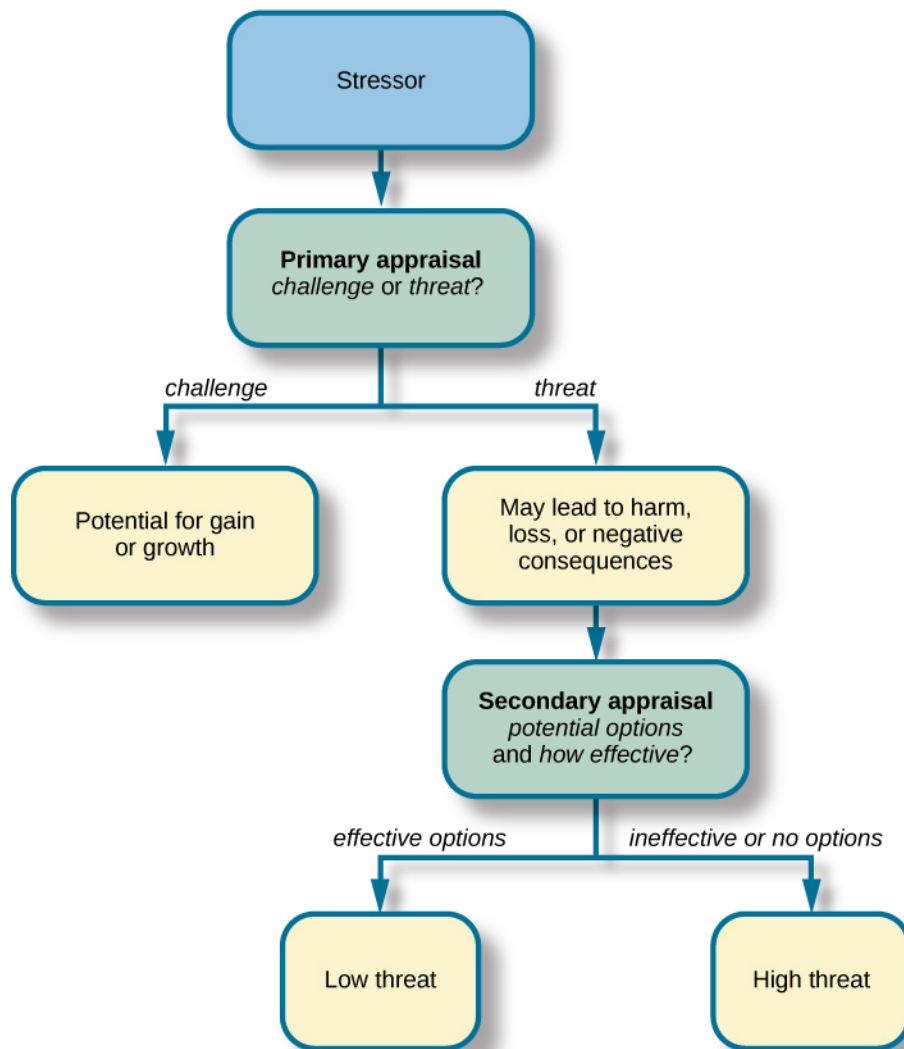 Stressor
Primary appraisal
challenge or threat?
challenge
threat
Potential for gain
or growth
May lead to harm,
loss, or negative
consequences
Secondary appraisal
potential options
and how effective?
effective options
ineffective or no options
Low threat
High threat